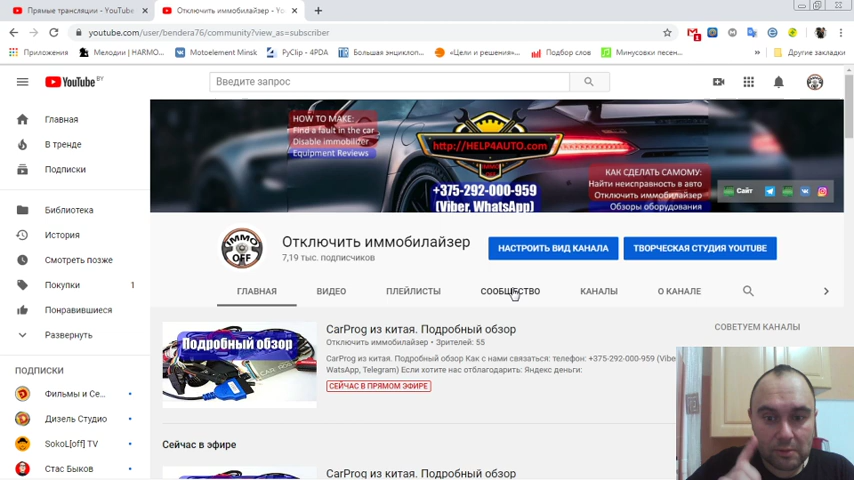 Прямые трансляции - YouTube
Отключить иммобилайзер - Yo
youtube.com/user/bendera76/community?view_as=subscriber
Приложения
Мелодии | HARMO...
Motoelement Minsk
PyClip - 4PDA
Большая энциклоп...
«Цели и решения»...
Подбор слов
Минусовки песен...
Другие закладки
YouTube BY
Введите запрос
Главная
В тренде
Подписки
Библиотека
История
Смотреть позже
Покупки 1
Понравившиеся
Развернуть
ПОДПИСКИ
Фильмы и Се...
Дизель Студио
SokoL[off] TV
Стас Быков
HOW TO MAKE:
Find a fault in the car
Disable immobilizer
Equipment Reviews
http://HELP4AUTO.com
+375-292-000-959
(Viber, WhatsApp)
КАК СДЕЛАТЬ САМОМУ:
Найти неисправность в авто
Отключить иммобилайзер
Обзоры оборудования
Сайт
IMMO
OFF
Отключить иммобилайзер
7,19 тыс. подписчиков
НАСТРОИТЬ ВИД КАНАЛА
ТВОРЧЕСКАЯ СТУДИЯ YOUTUBE
ГЛАВНАЯ
ВИДЕО
ПЛЕЙЛИСТЫ
СООБЩЕСТВО
КАНАЛЫ
О КАНАЛЕ
Подробный обзор
CarProg из китая. Подробный обзор
Отключить иммобилайзер • Зрителей: 55
CarProg из китая. Подробный обзор Как с нами связаться: телефон: +375-292-000-959 (Vibe
WatsApp, Telegram) Если хотите нас отблагодарить: Яндекс деньги:
СЕЙЧАС В ПРЯМОМ ЭФИРЕ
СОВЕТУЕМ КАНАЛЫ
Сейчас в эфире
CarProg из китая. Подробный обзор